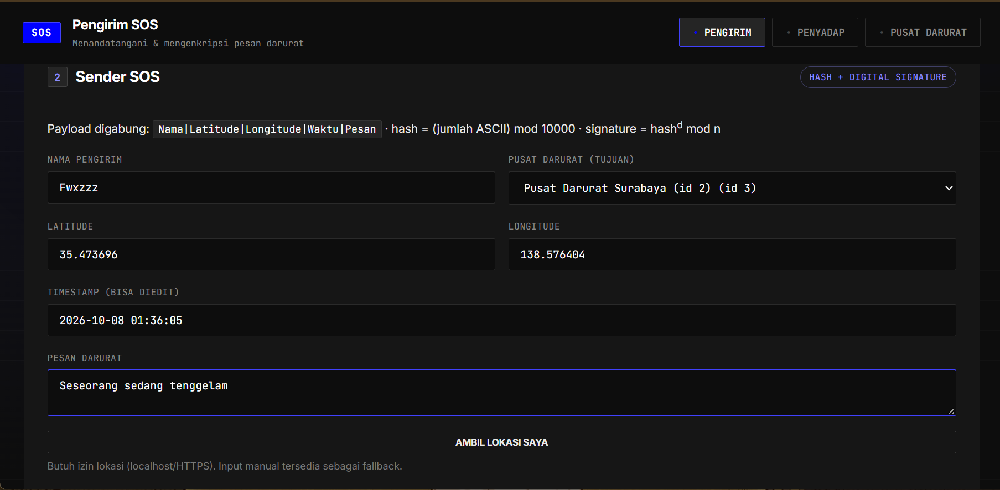 SOS
Pengirim SOS
Menandatangani & mengenkripsi pesan darurat
PENGIRIM
PENYADAP
PUSAT DARURAT
2
Sender SOS
HASH + DIGITAL SIGNATURE
Payload digabung: Nama|Latitude|Longitude|Waktu|Pesan · hash = (jumlah ASCII) mod 10000 · signature = hash^d mod n
NAMA PENGIRIM
Fwxzzz
PUSAT DARURAT (TUJUAN)
Pusat Darurat Surabaya (id 2) (id 3)
LATITUDE
35.473696
LONGITUDE
138.576404
TIMESTAMP (BISA DIEDIT)
2026-10-08 01:36:05
PESAN DARURAT
Seseorang sedang tenggelam
AMBIL LOKASI SAYA
Butuh izin lokasi (localhost/HTTPS). Input manual tersedia sebagai fallback.